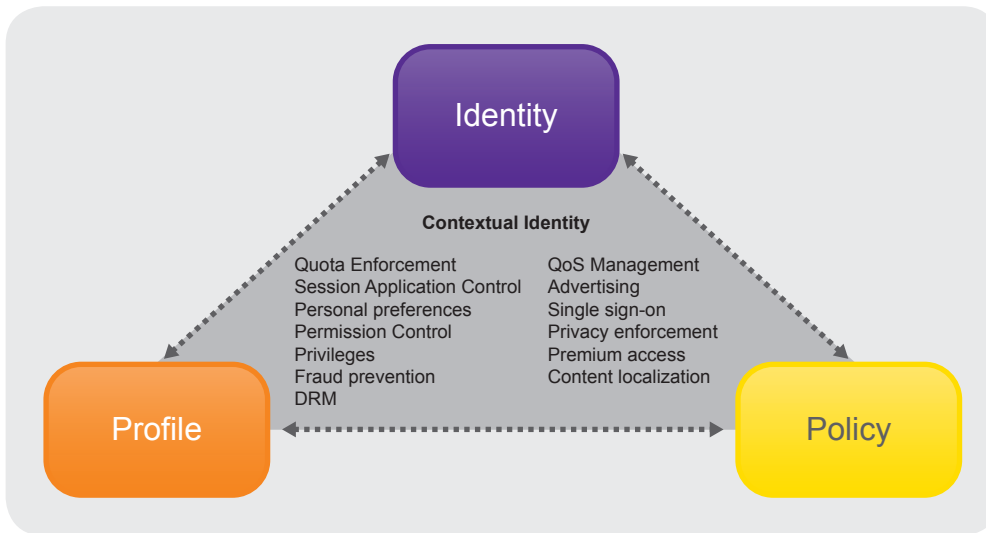 Identity
Contextual Identity
Quota Enforcement
Session Application Control
Personal preferences
Permission Control
Privileges
Fraud prevention
DRM
QoS Management
Advertising
Single sign-on
Privacy enforcement
Premium access
Content localization
Profile
Policy